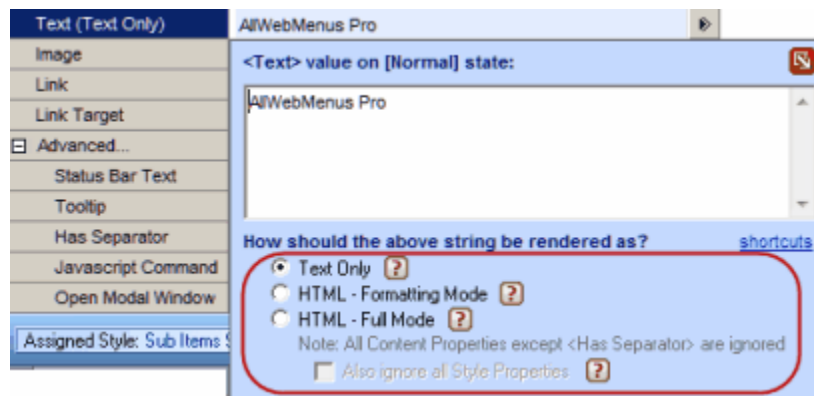 Text (Text Only)
AllWebMenus Pro
Image
<Text> value on [Normal] state:
Link
AllWebMenus Pro
Link Target
Advanced...
Status Bar Text
Tooltip
Has Separator
How should the above string be rendered as?
shortcuts
Javascript Command
Text Only ?
Open Modal Window
HTML - Formatting Mode ?
HTML - Full Mode ?
Assigned Style: Sub Items
Note: All Content Properties except <Has Separator> are ignored
Also ignore all Style Properties ?